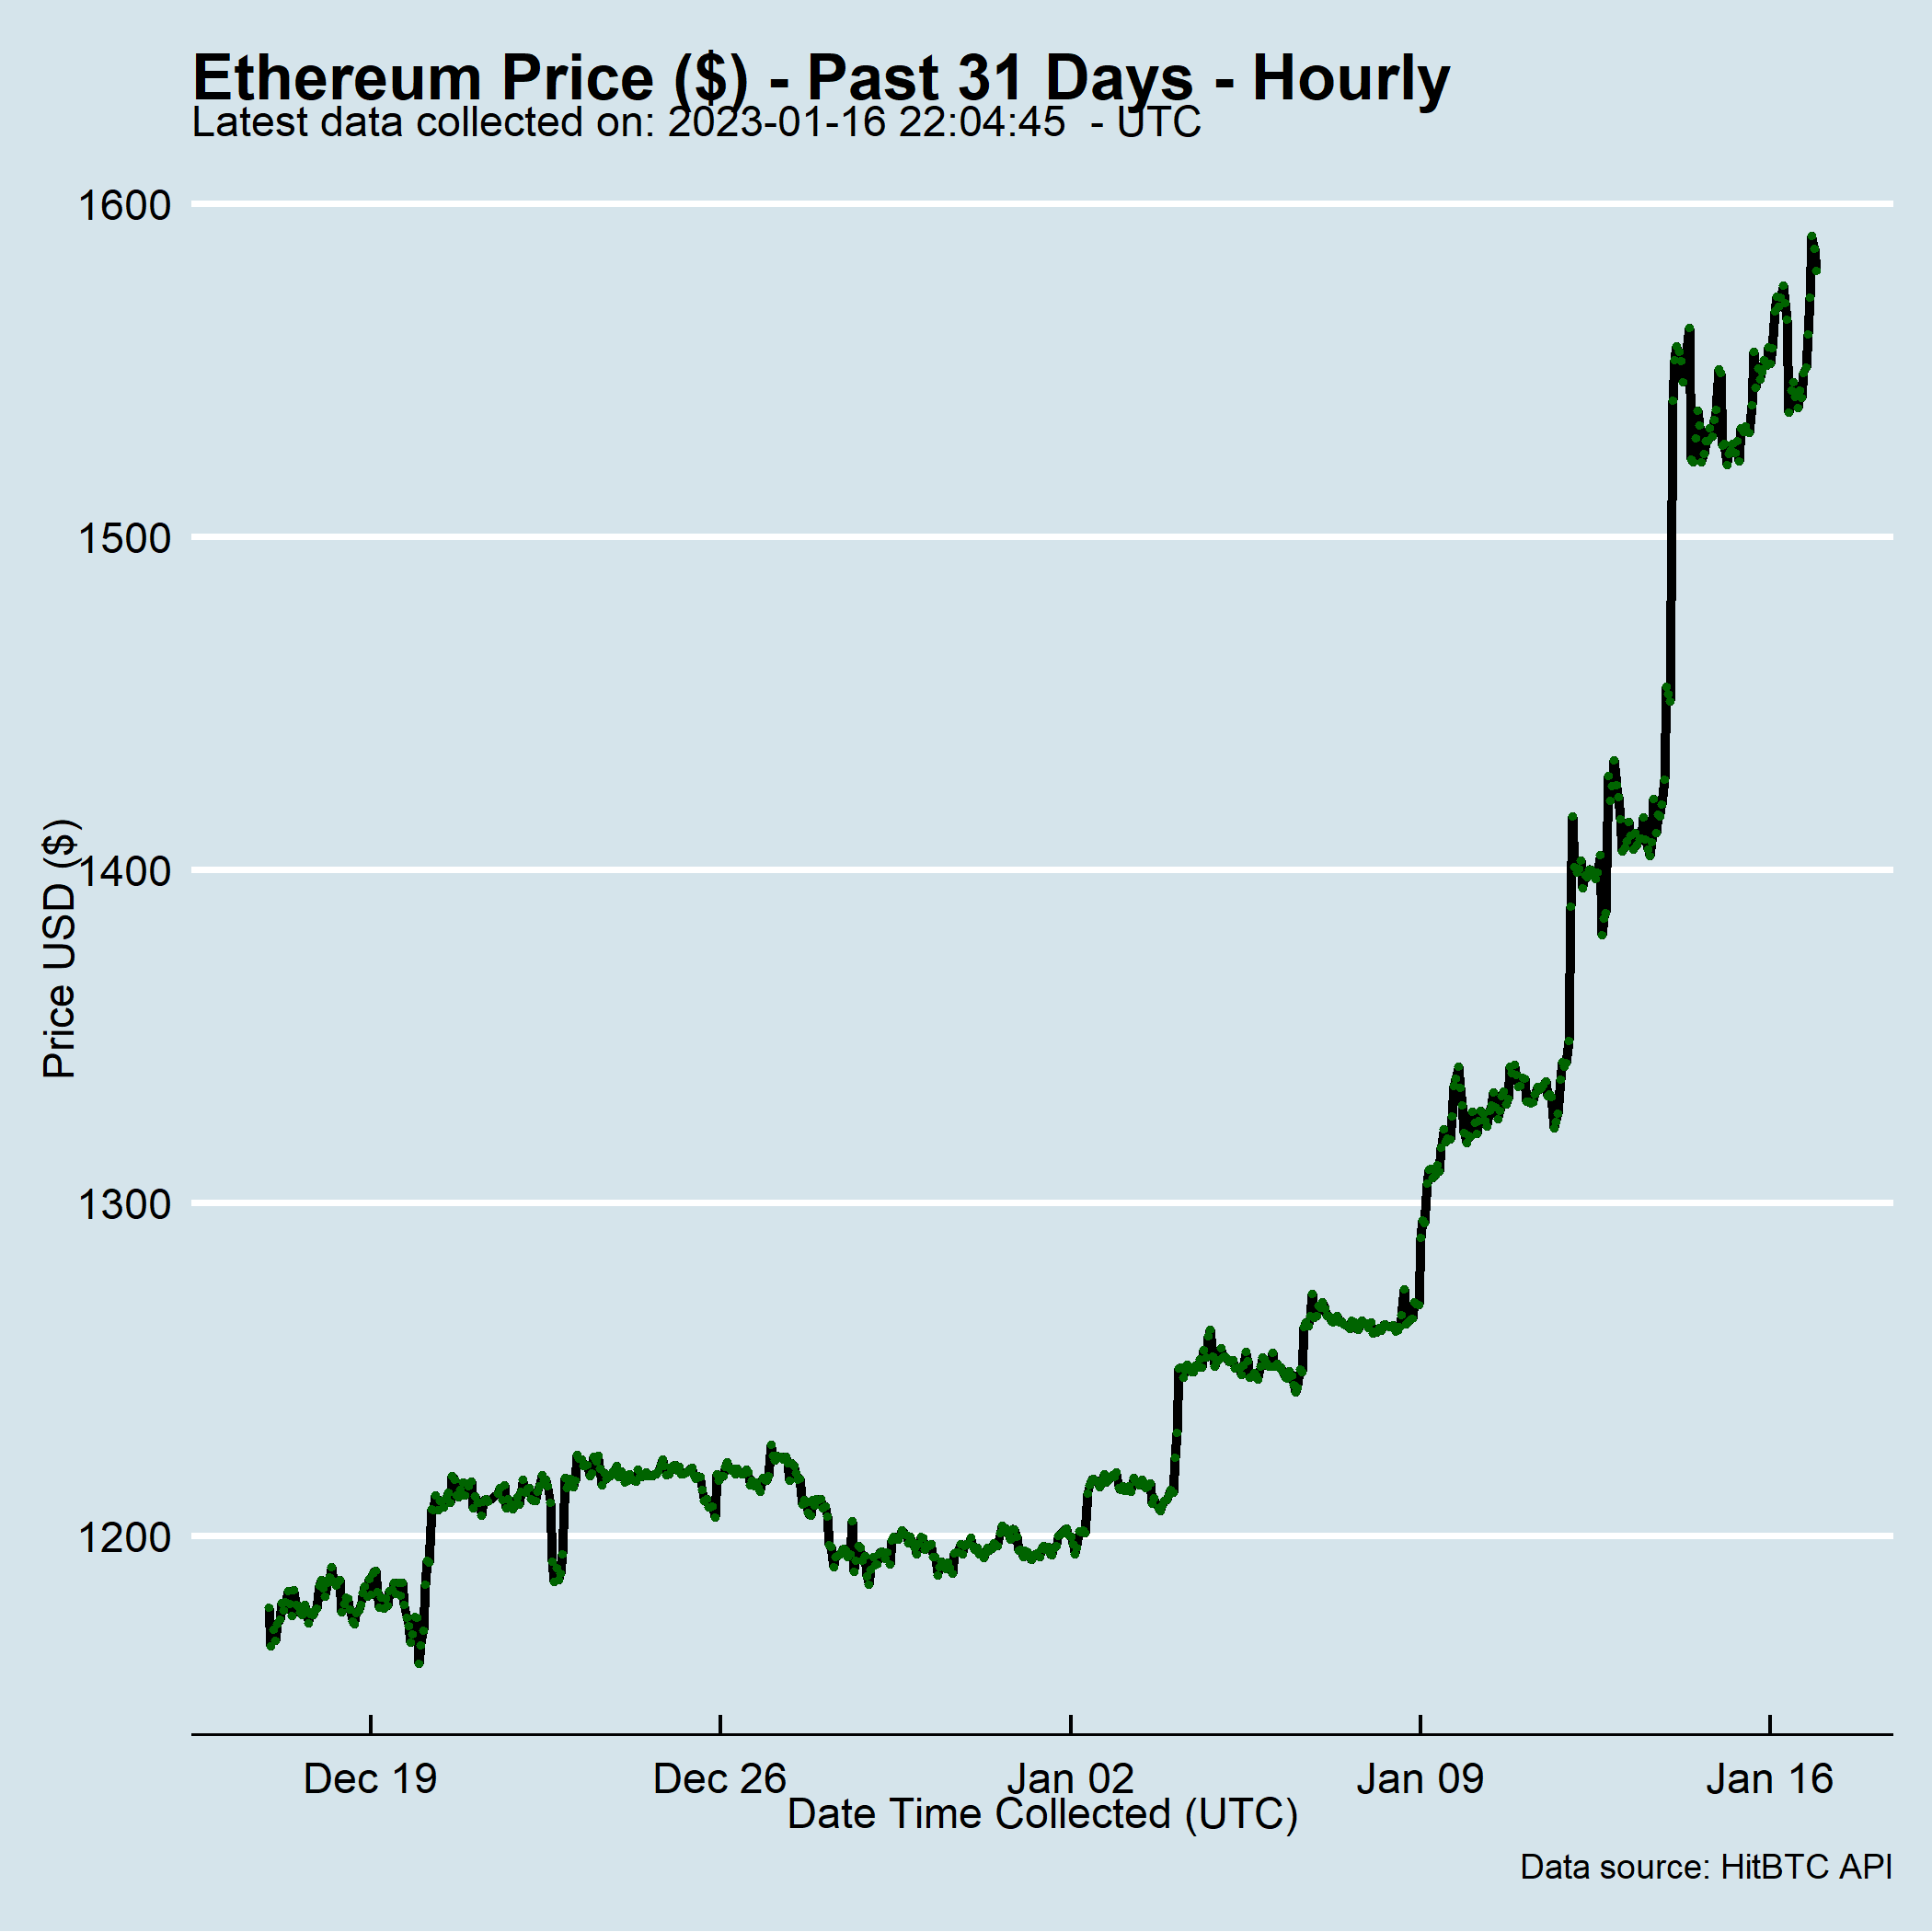 Ethereum Price ($) - Past 31 Days - Hourly
Latest data collected on: 2023-01-16 22:04:45  - UTC
1600
1500
1400
1300
1200
Price USD ($)
Dec 19
Dec 26
Jan 02
Jan 09
Jan 16
Date Time Collected (UTC)
Data source: HitBTC API